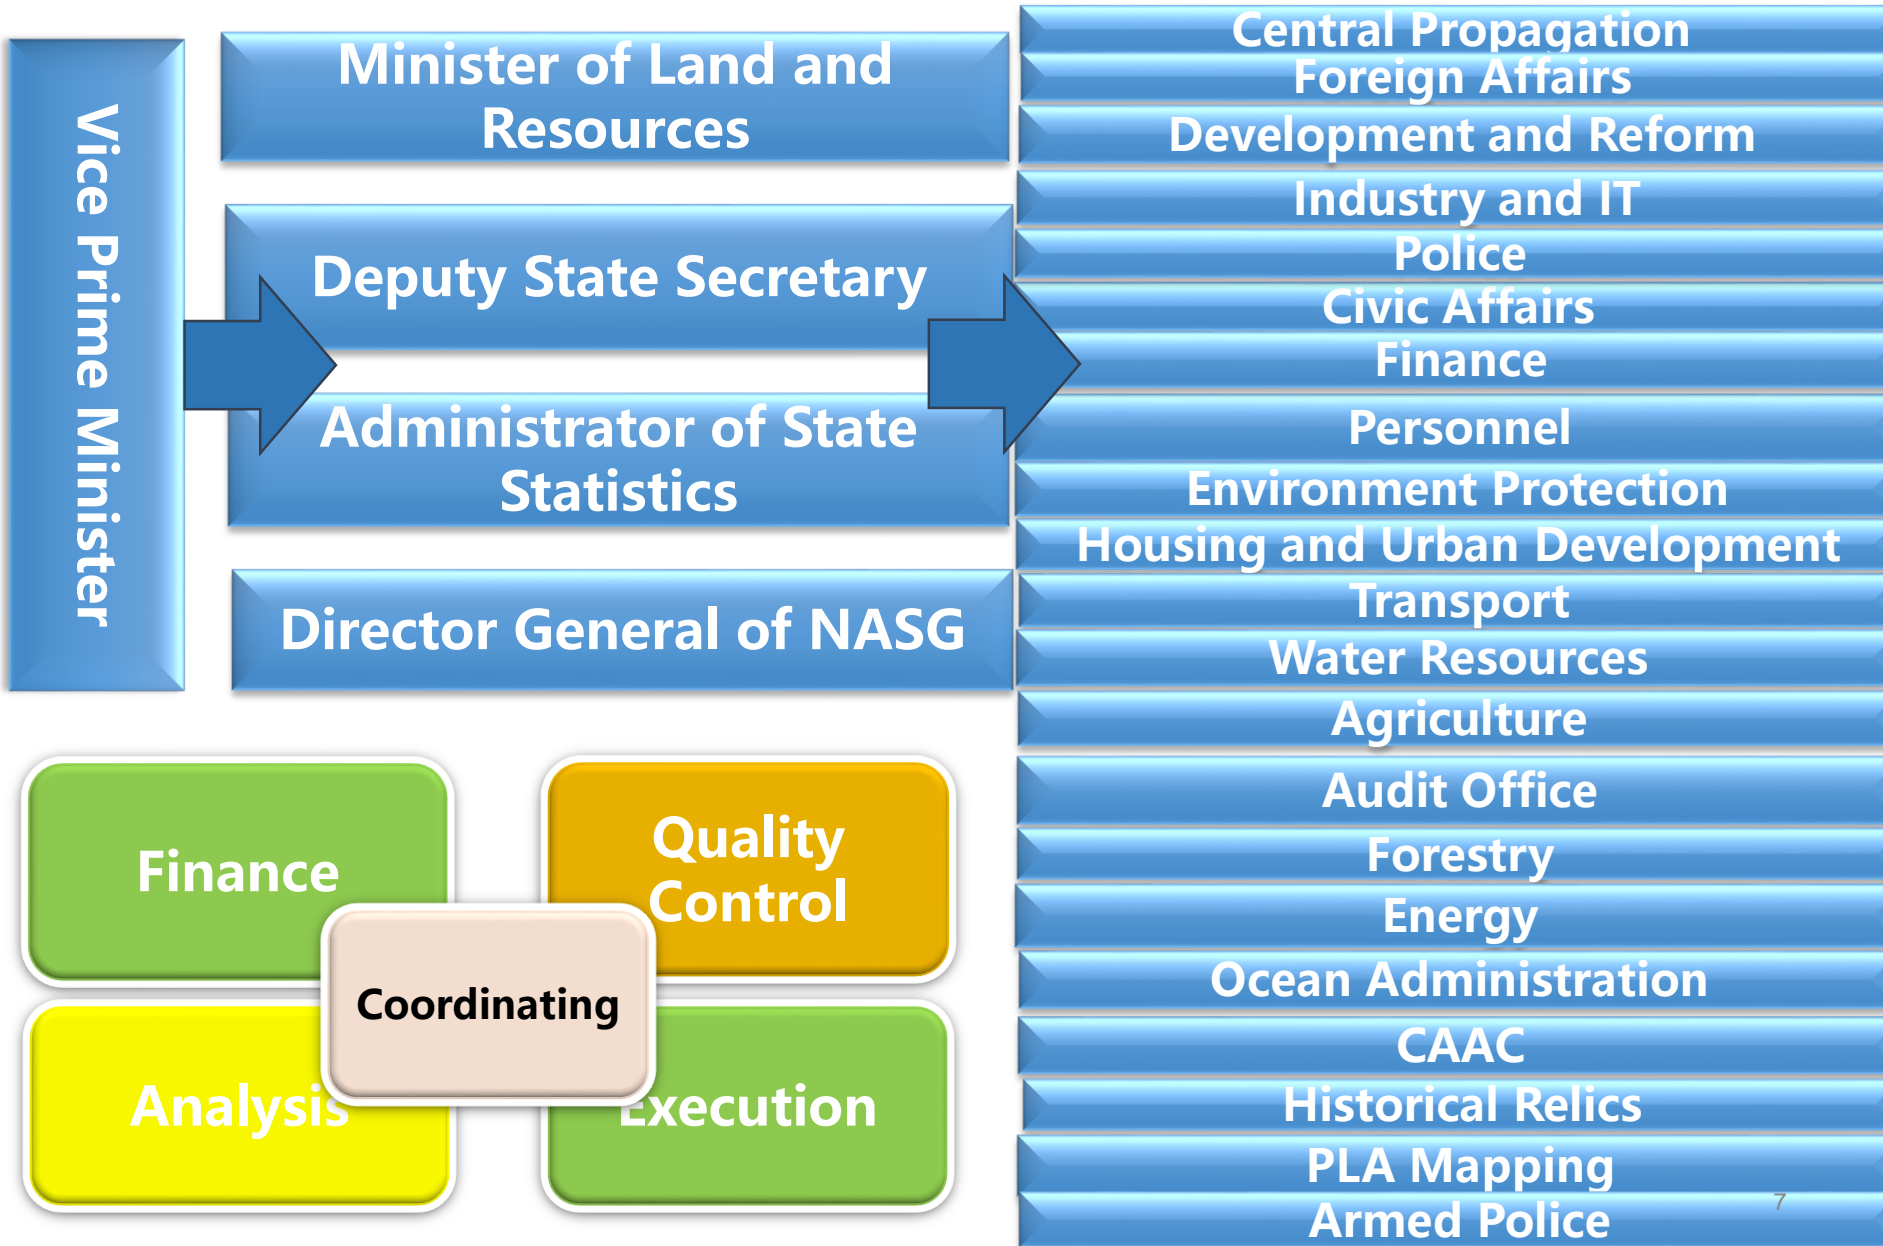 Vice Prime Minister
Minister of Land and
Resources
Deputy State Secretary
Administrator of State
Statistics
Director General of NASG
Central Propagation
Foreign Affairs
Development and Reform
Industry and IT
Police
Civic Affairs
Finance
Personnel
Environment Protection
Housing and Urban Development
Transport
Water Resources
Agriculture
Audit Office
Forestry
Energy
Ocean Administration
CAAC
Historical Relics
PLA Mapping
Armed Police
Finance
Quality
Control
Coordinating
Analysis
Execution
7